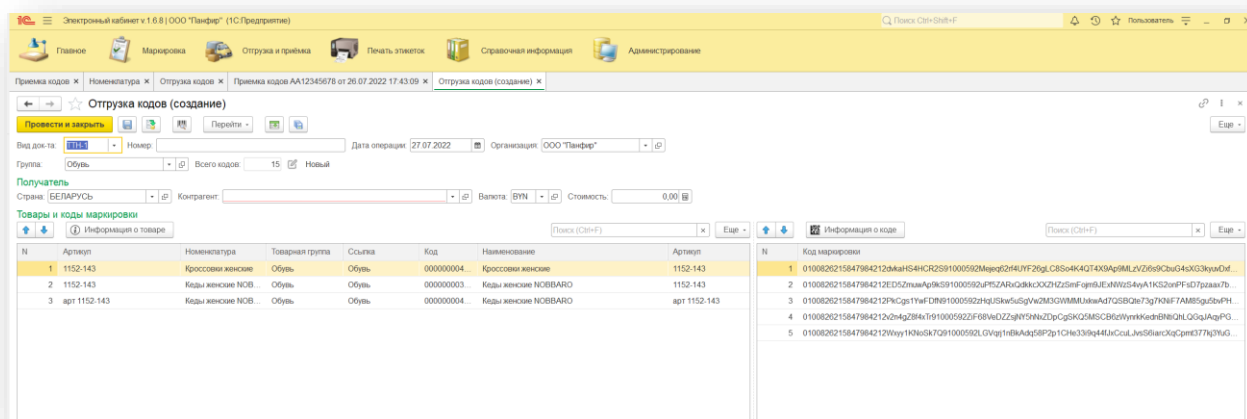 1С Электронный кабинет v.1.6.8 | ООО "Панфир" (1С:Предприятие) Поиск Ctrl+Shift+F Пользователь
Главное Маркировка Отгрузка и приёмка Печать этикеток Справочная информация Администрирование
Приемка кодов × Номенклатура × Отгрузка кодов × Приемка кодов АА12345678 от 26.07.2022 17:43:09 × Отгрузка кодов (создание) ×
Отгрузка кодов (создание)
Провести и закрыть Перейти Еще
Вид док-та: ТТН-1 Номер: Дата операции: 27.07.2022 Организация: ООО "Панфир"
Группа: Обувь Всего кодов: 15 Новый
Получатель
Страна: БЕЛАРУСЬ Контрагент: Валюта: BYN Стоимость: 0,00
Товары и коды маркировки
Информация о товаре Поиск (Ctrl+F) × Еще Информация о коде Поиск (Ctrl+F) × Еще
N Артикул Номенклатура Товарная группа Ссылка Код Наименование Артикул N Код маркировки
1 1152-143 Кроссовки женские Обувь Обувь 000000004... Кроссовки женские 1152-143 1
2 1152-143 Кеды женские NOB... Обувь Обувь 000000003... Кеды женские NOBBARO 1152-143 2
3 арт 1152-143 Кеды женские NOB... Обувь Обувь 000000004... Кеды женские NOBBARO арт 1152-143 3
4
5